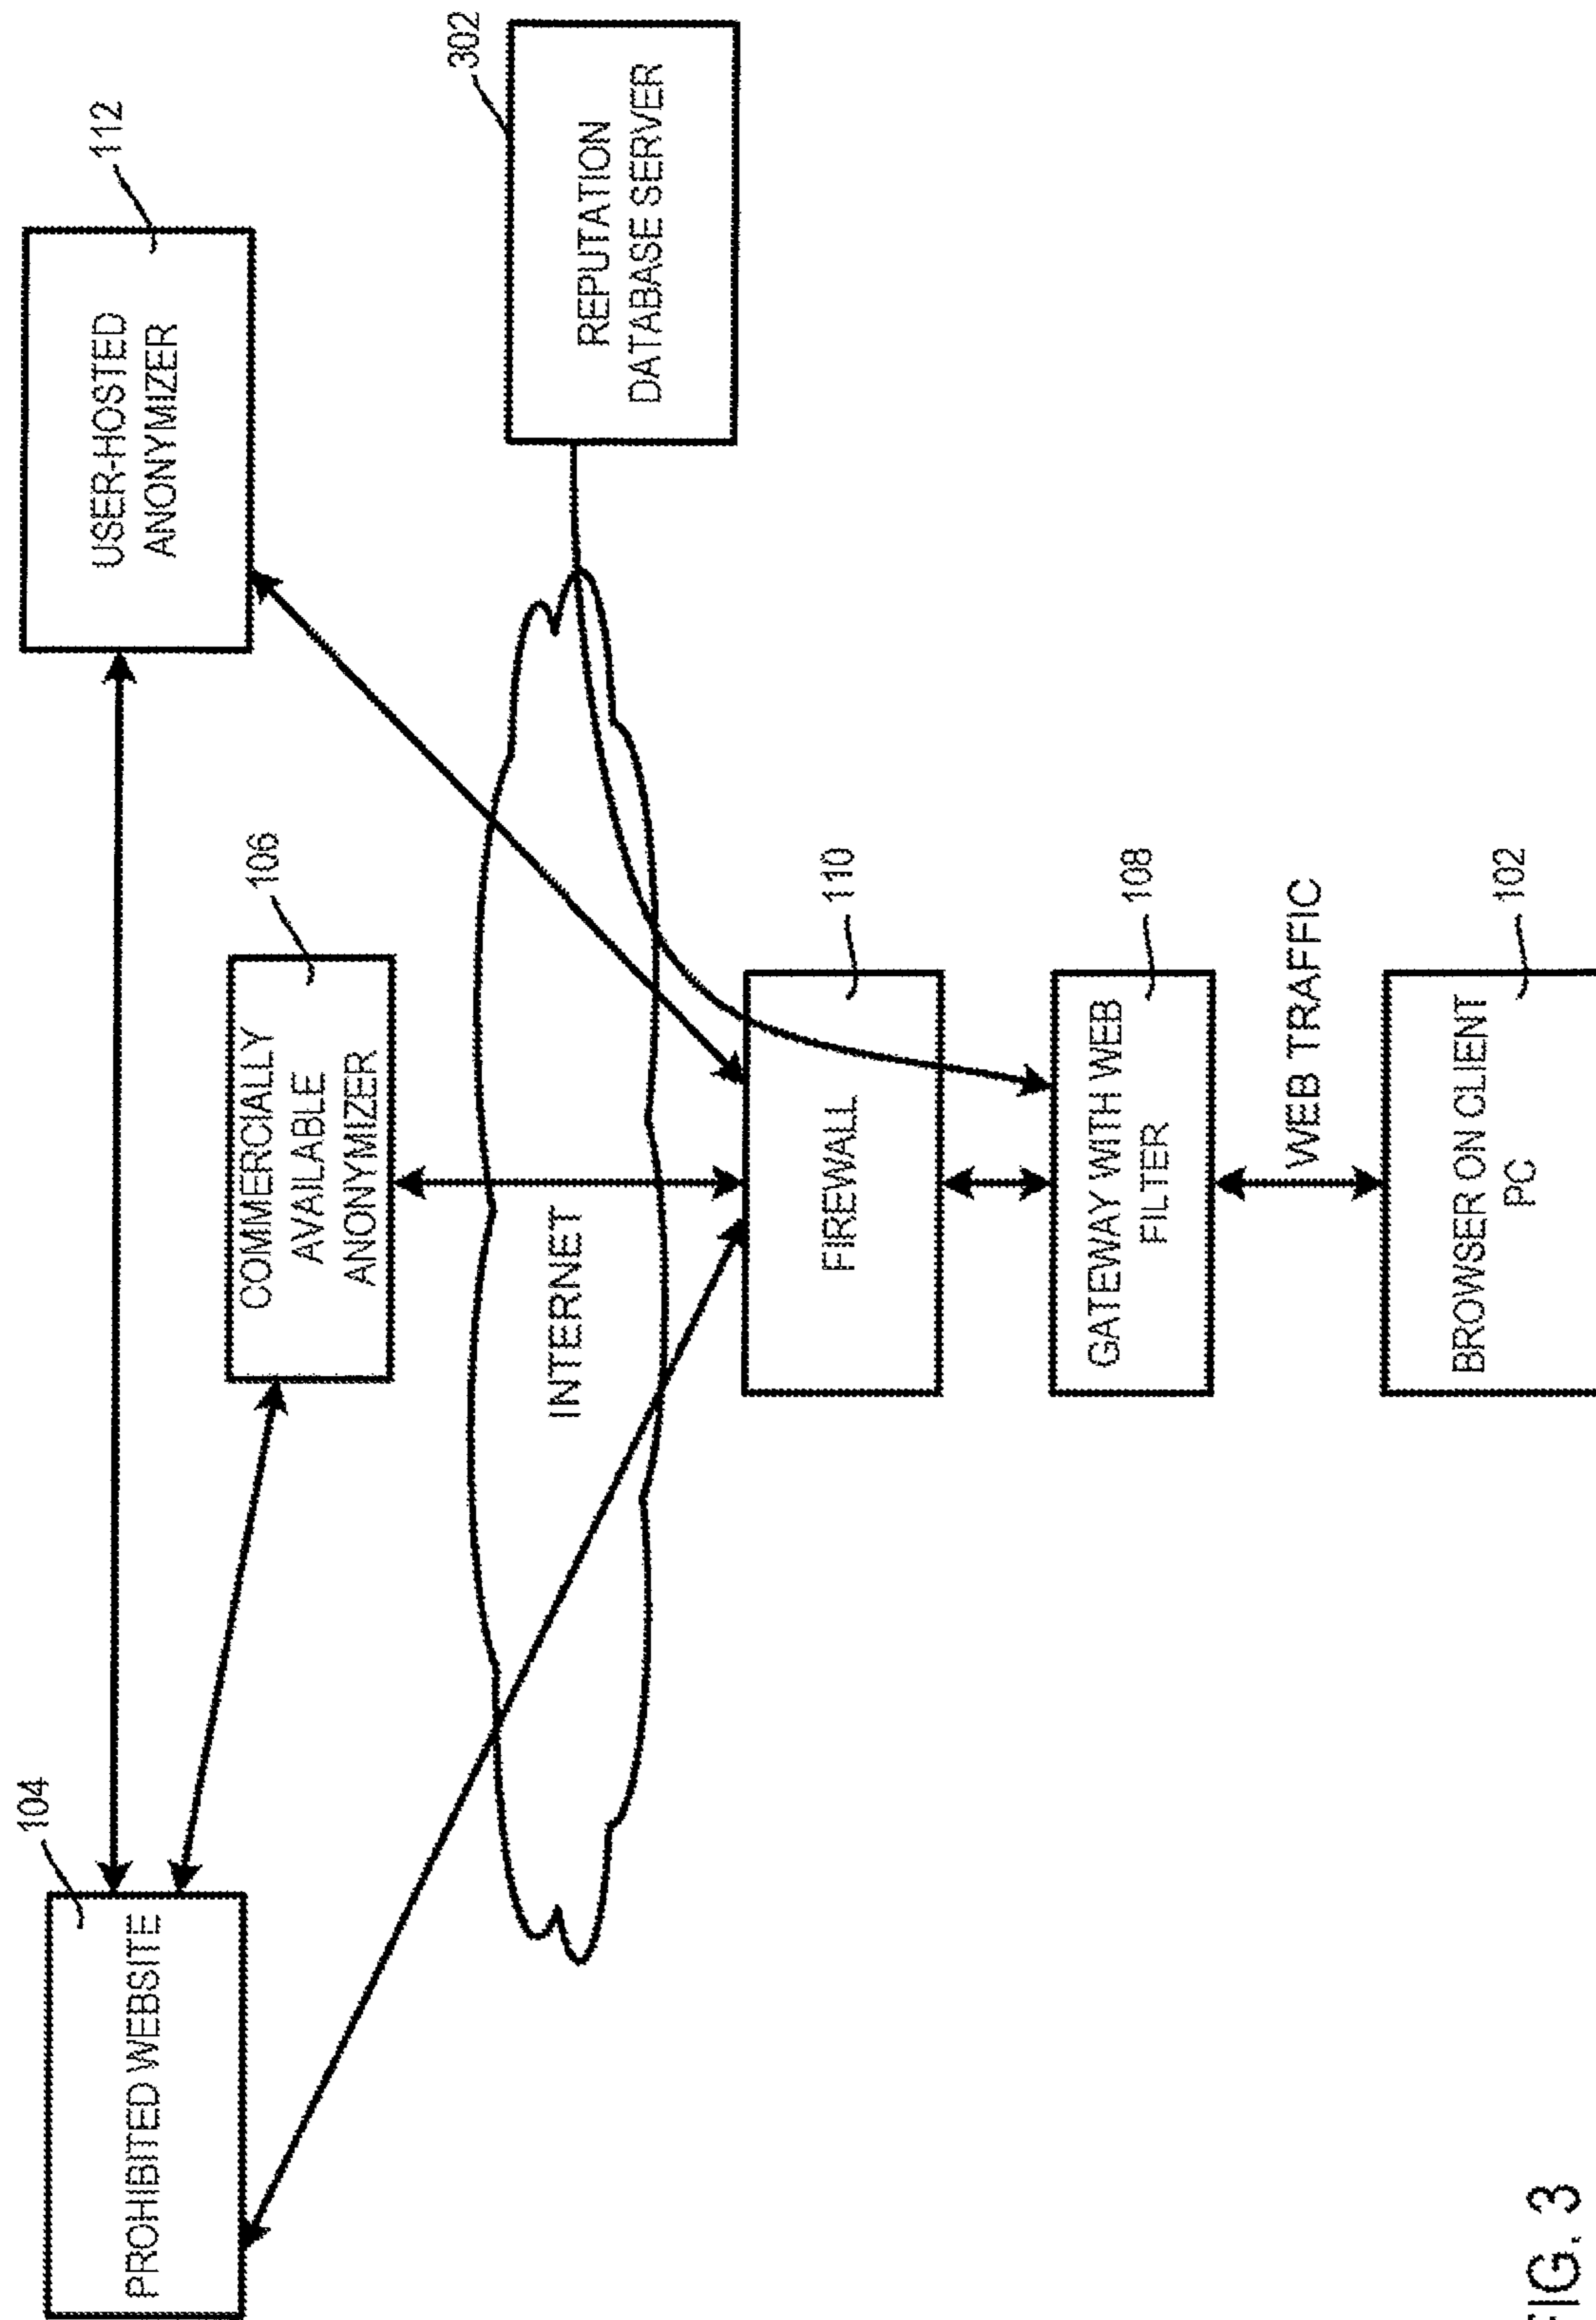 PROHIBITED WEBSITE
104
USER-HOSTED
ANONYMIZER
112
COMMERCIALLY
AVAILABLE
ANONYMIZER
106
INTERNET
REPUTATION
DATABASE SERVER
302
FIREWALL
110
GATEWAY WITH WEB
FILTER
108
WEB TRAFFIC
BROWSER ON CLIENT
PC
102
FIG. 3